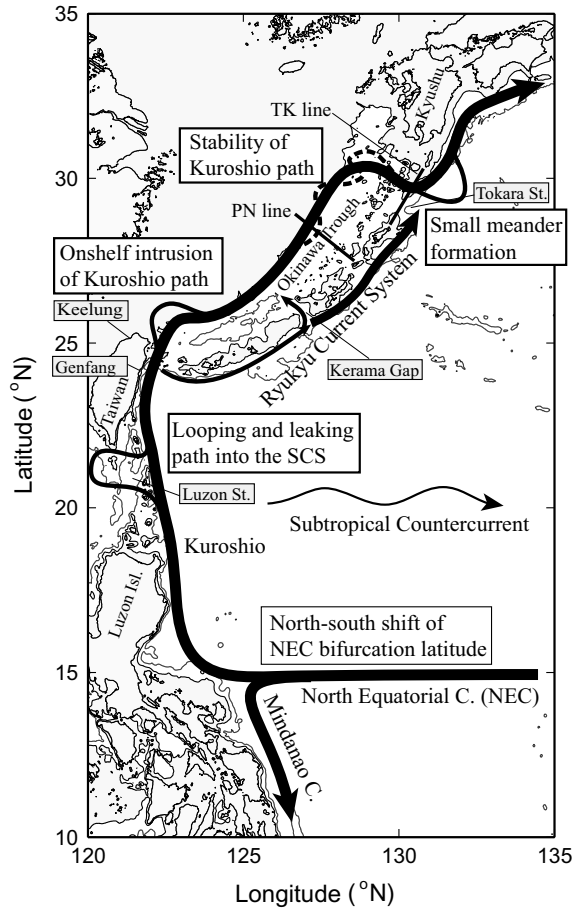 Latitude (°N)
35
30
25
20
15
10
Kyushu
TK line
Stability of
Kuroshio path
Tokara St.
PN line
Okinawa Trough
Small meander
formation
Onshelf intrusion
of Kuroshio path
Keelung
Ryukyu Current System
Genfang
Kerama Gap
Taiwan
Looping and leaking
path into the SCS
Luzon St.
Subtropical Countercurrent
Kuroshio
Luzon Isl.
North-south shift of
NEC bifurcation latitude
North Equatorial C. (NEC)
Mindanao C.
120
125
130
135
Longitude (°N)